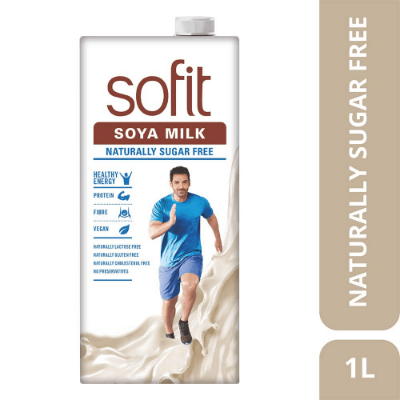 sofit
SOYA MILK
NATURALLY SUGAR FREE
HEALTHY
ENERGY
PROTEIN
FIBRE
VEGAN
NATURALLY LACTOSE FREE
NATURALLY GLUTEN FREE
NATURALLY CHOLESTEROL FREE
NO PRESERVATIVES
NATURALLY SUGAR FREE
1L